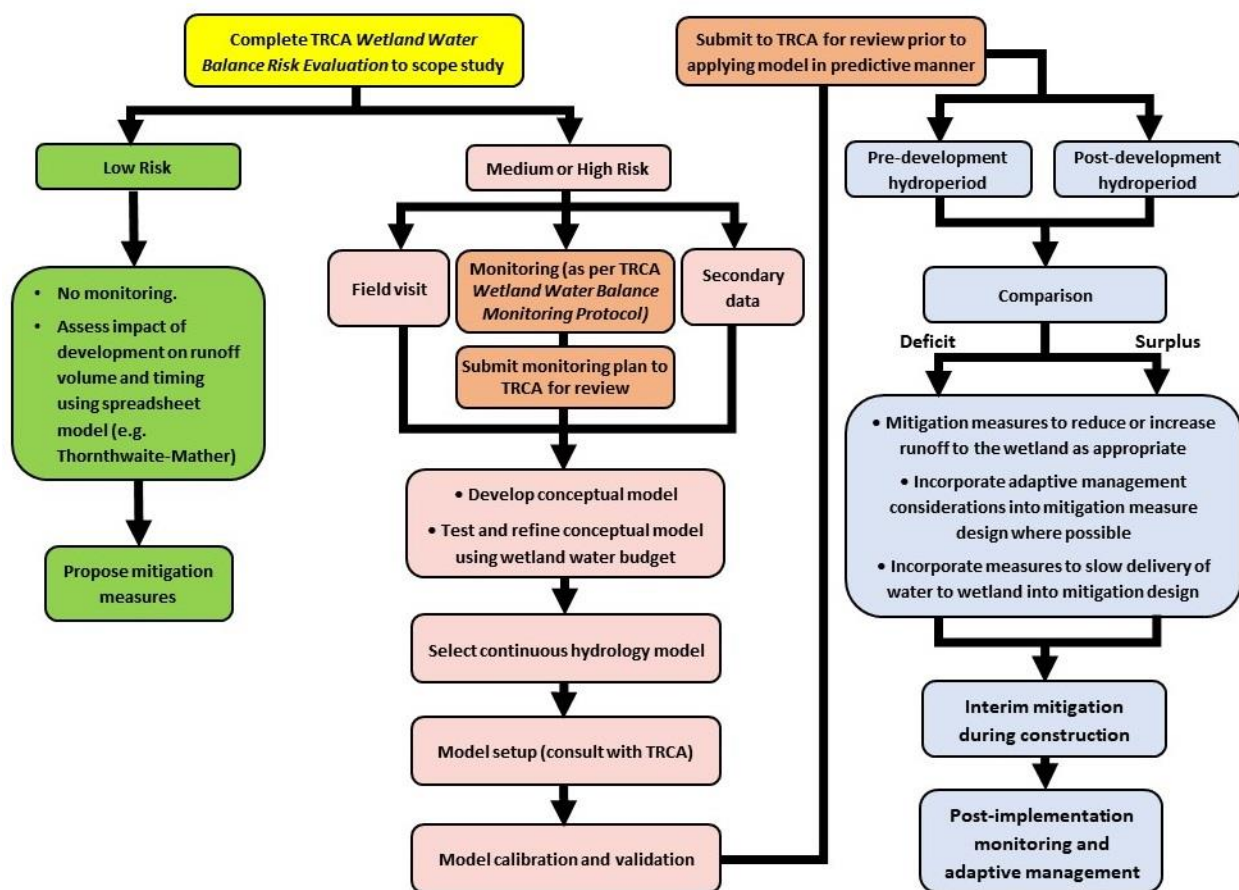 Complete TRCA Wetland Water
Balance Risk Evaluation to scope study
Low Risk
• No monitoring.
• Assess impact of
development on runoff
volume and timing
using spreadsheet
model (e.g.
Thornthwaite-Mather)
Propose mitigation
measures
Medium or High Risk
Field visit
Monitoring (as per TRCA
Wetland Water Balance
Monitoring Protocol)
Submit monitoring plan to
TRCA for review
Secondary
data
• Develop conceptual model
• Test and refine conceptual model
using wetland water budget
Select continuous hydrology model
Model setup (consult with TRCA)
Model calibration and validation
Submit to TRCA for review prior to
applying model in predictive manner
Pre-development
hydroperiod
Post-development
hydroperiod
Comparison
Deficit
Surplus
• Mitigation measures to reduce or increase
runoff to the wetland as appropriate
• Incorporate adaptive management
considerations into mitigation measure
design where possible
• Incorporate measures to slow delivery of
water to wetland into mitigation design
Interim mitigation
during construction
Post-implementation
monitoring and
adaptive management